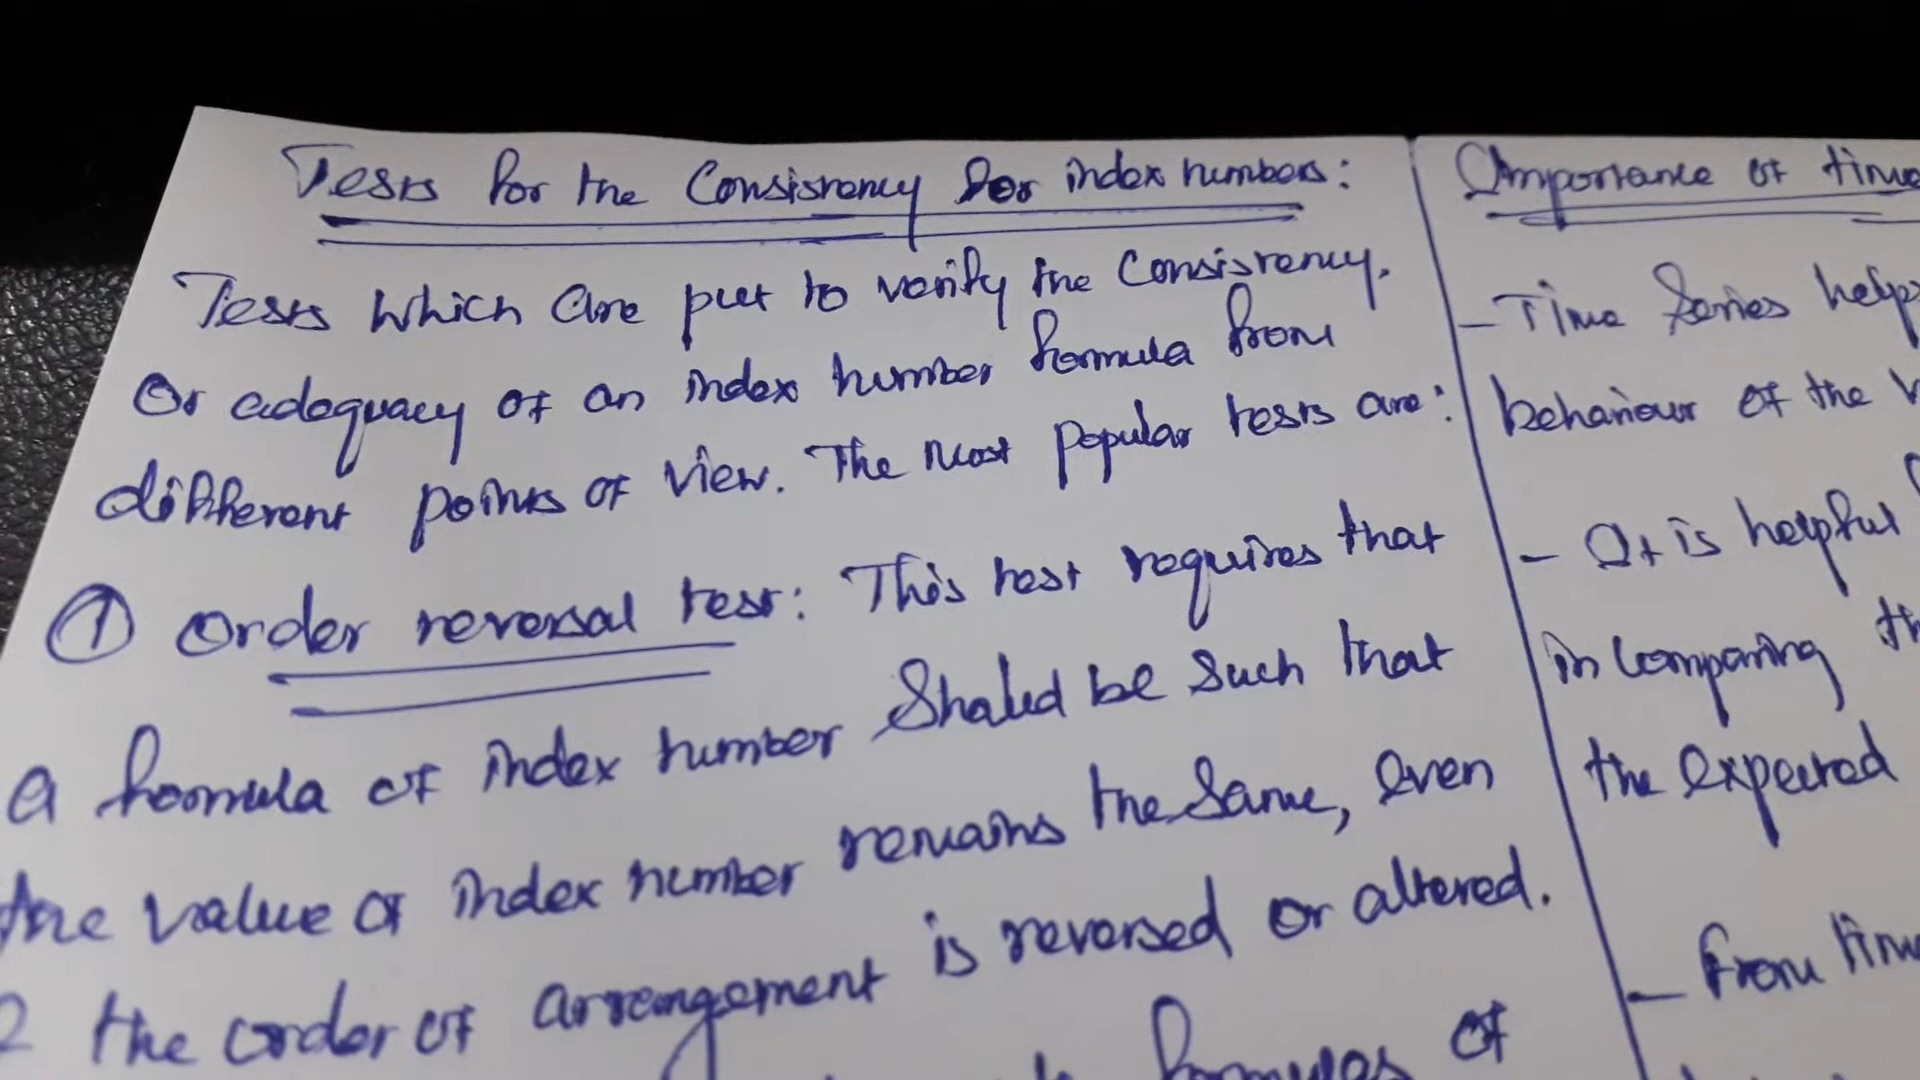 Tests for the Consistency for index numbers:
Tests which are put to verify the Consistency.
Or adequacy of an index number formula from
different points of view. The most popular tests are:
① Order reversal test: This test requires that
a formula of index number Should be such that
the value of index number remains the same, even
the order of arrangement is reversed or altered.
formulas of
Importance of time
- Time Series helps
behaviour of the
- It is helpful
in comparing
the expected
- From time